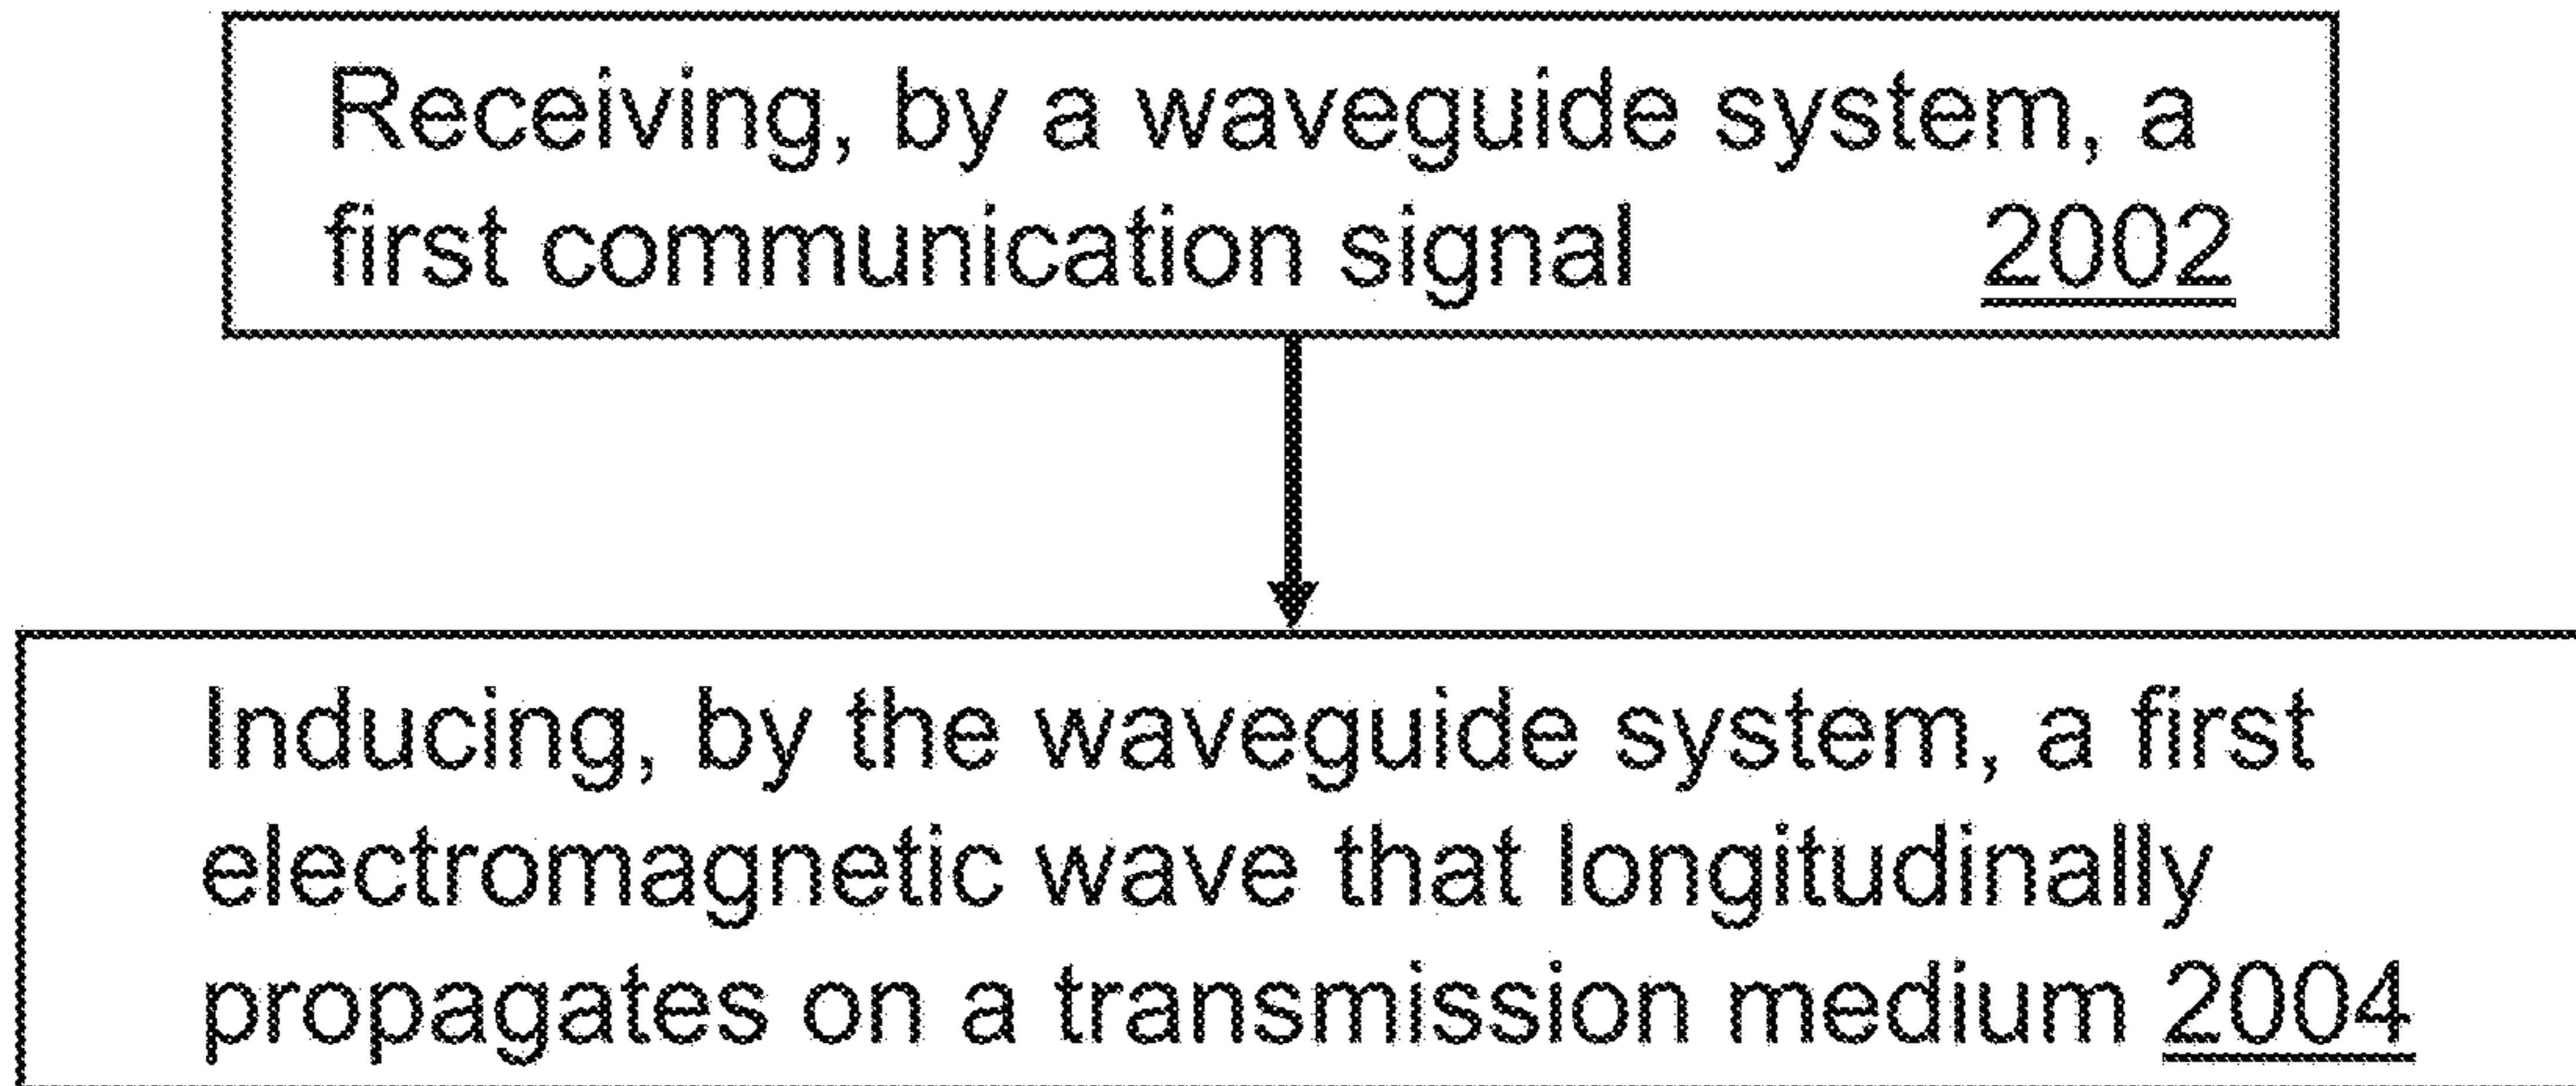 Receiving, by a waveguide system, a
first communication signal 2002
Inducing, by the waveguide system, a first
electromagnetic wave that longitudinally
propagates on a transmission medium 2004